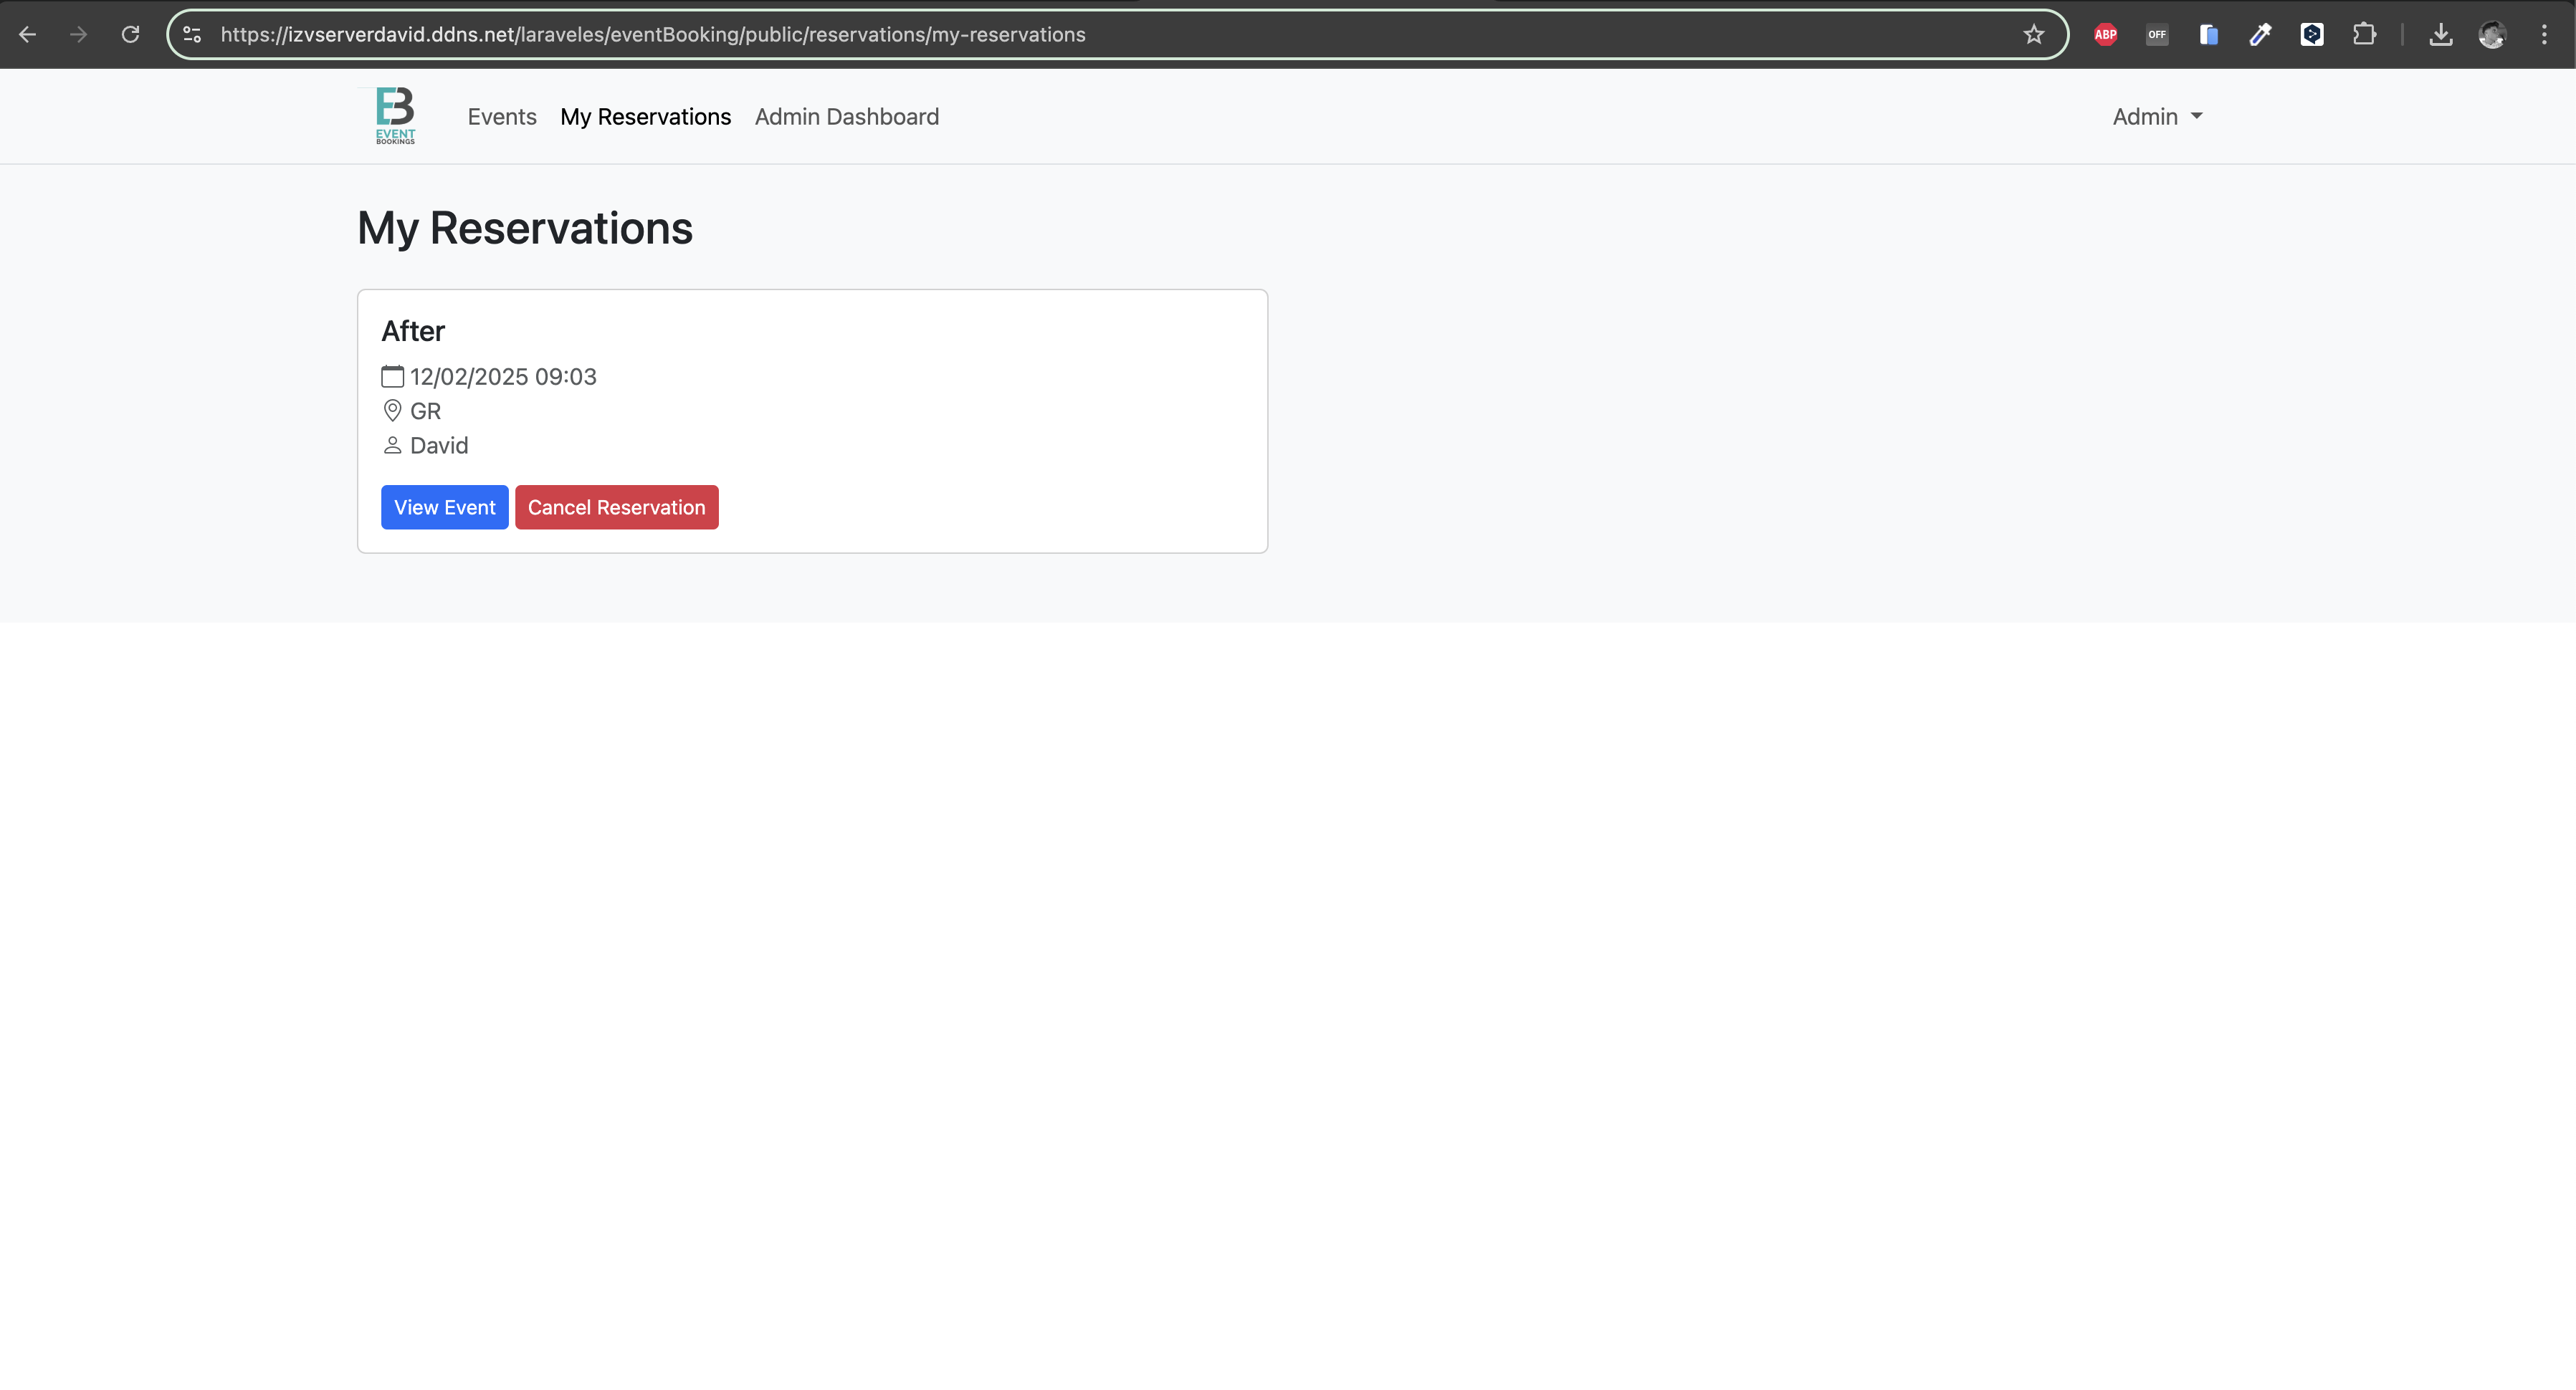 https://izvserverdavid.ddns.net/laraveles/eventBooking/public/reservations/my-reservations
ABP
OFF
EB
EVENT
BOOKINGS
Events
My Reservations
Admin Dashboard
Admin
My Reservations
After
12/02/2025 09:03
GR
David
View Event
Cancel Reservation